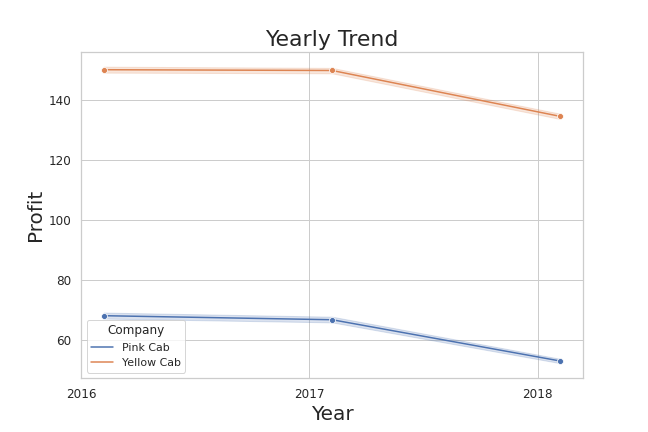 Yearly Trend
Profit
140
120
100
80
60
Company
Pink Cab
Yellow Cab
2016
2017
2018
Year